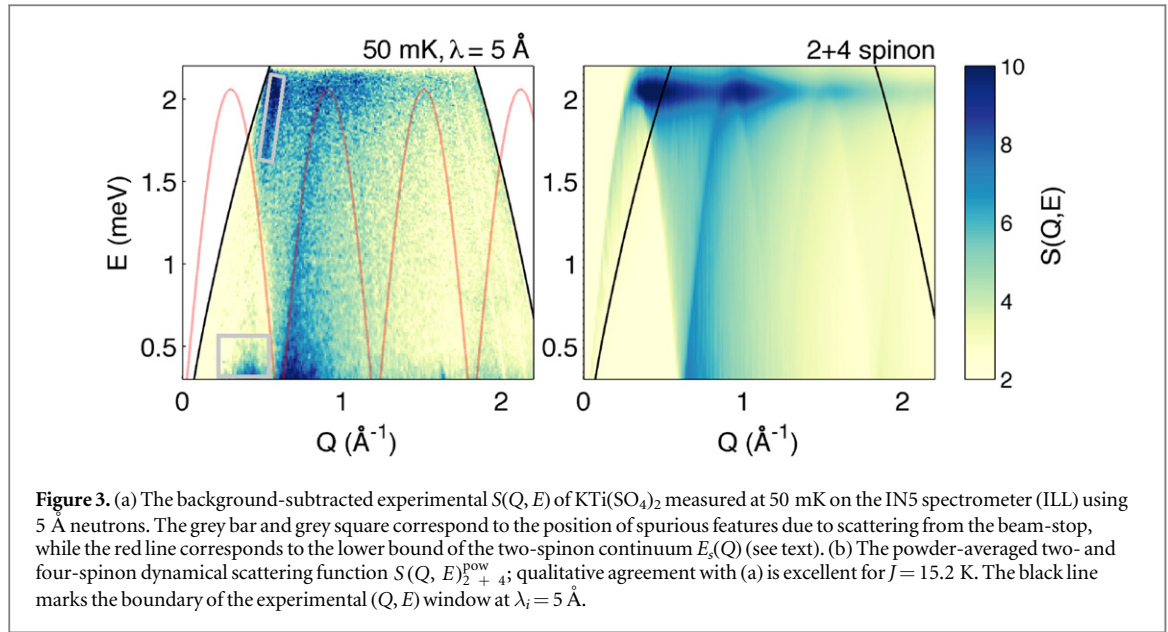 50 mK, λ = 5 Å
2+4 spinon
2
1.5
1
0.5
E (meV)
0 1 2
Q (Å⁻¹)
2
1.5
1
0.5
0 1 2
Q (Å⁻¹)
10
8
6
4
2
S(Q,E)
Figure 3. (a) The background-subtracted experimental S(Q, E) of KTi(SO₄)₂ measured at 50 mK on the IN5 spectrometer (ILL) using
5 Å neutrons. The grey bar and grey square correspond to the position of spurious features due to scattering from the beam-stop,
while the red line corresponds to the lower bound of the two-spinon continuum Eₛ(Q) (see text). (b) The powder-averaged two- and
four-spinon dynamical scattering function S(Q, E)^pow_2 + 4; qualitative agreement with (a) is excellent for J = 15.2 K. The black line
marks the boundary of the experimental (Q, E) window at λᵢ = 5 Å.